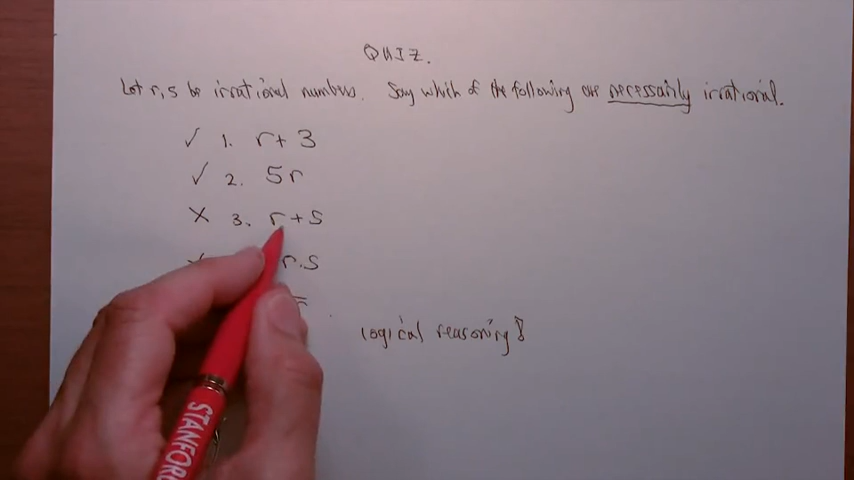 QUIZ.
Let r, s be irrational numbers. Say which of the following are necessarily irrational.
✓ 1. r + 3
✓ 2. 5r
✗ 3. r + s
r.s
logical reasoning!
STANFORD